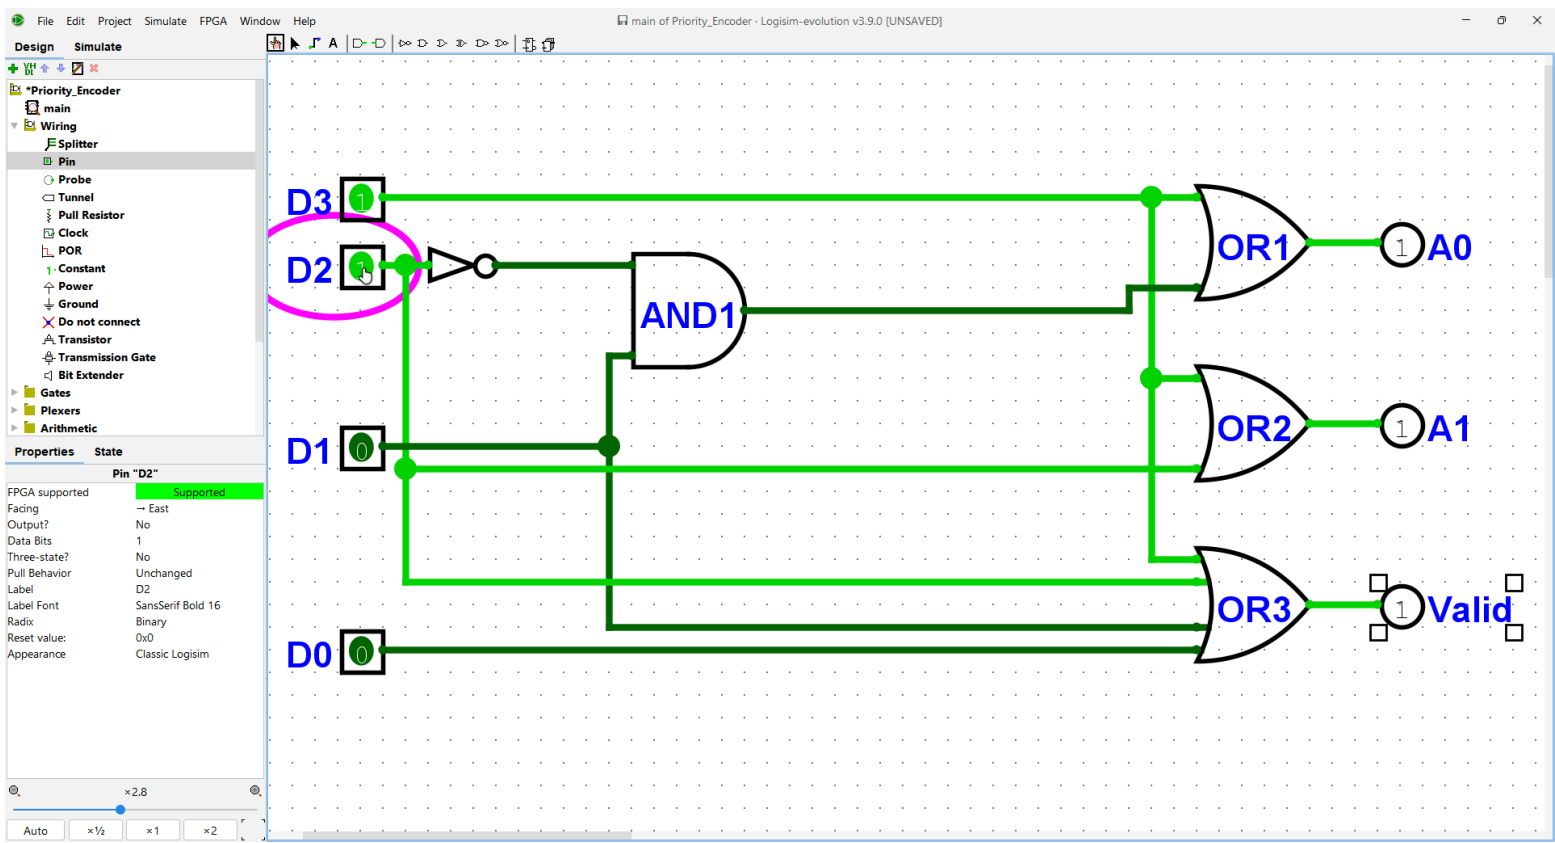 File Edit Project Simulate FPGA Window Help
main of Priority_Encoder · Logisim-evolution v3.9.0 [UNSAVED]
Design Simulate
A
VH
DL
*Priority_Encoder
main
Wiring
Splitter
Pin
Probe
Tunnel
Pull Resistor
Clock
POR
1 Constant
Power
Ground
Do not connect
Transistor
Transmission Gate
Bit Extender
Gates
Plexers
Arithmetic
Properties State
Pin "D2"
FPGA supported Supported
Facing → East
Output? No
Data Bits 1
Three-state? No
Pull Behavior Unchanged
Label D2
Label Font SansSerif Bold 16
Radix Binary
Reset value: 0x0
Appearance Classic Logisim
×2.8
Auto ×½ ×1 ×2
D3 1
D2 1
AND1
D1 0
D0 0
OR1 1 A0
OR2 1 A1
OR3 1 Valid